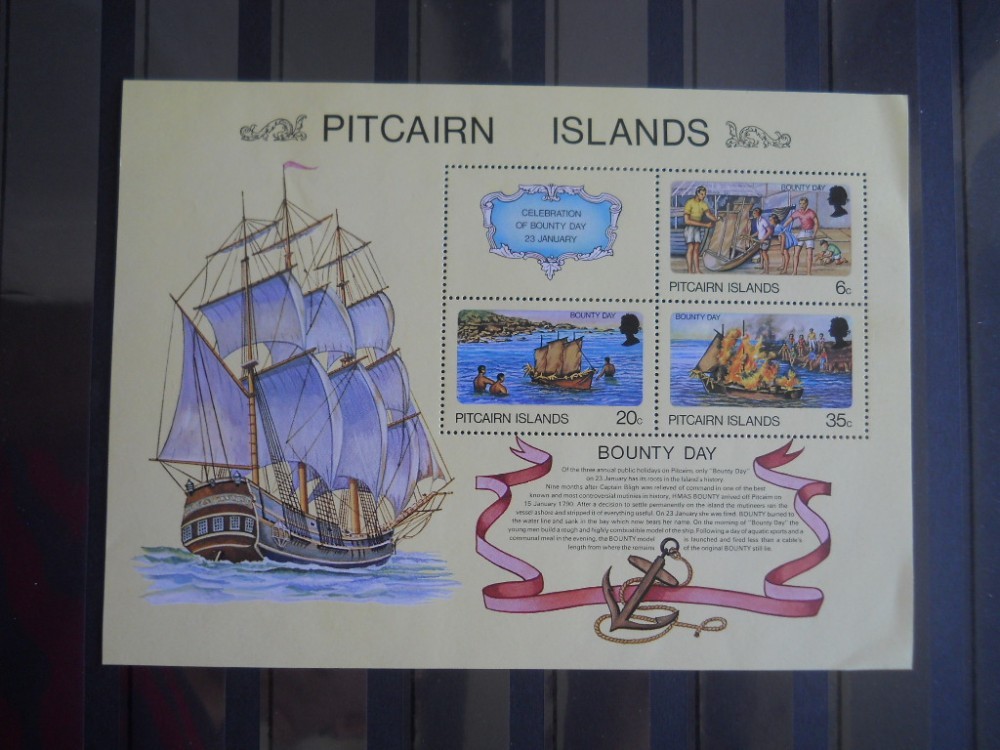 PITCAIRN ISLANDS
CELEBRATION
OF BOUNTY DAY
23 JANUARY
BOUNTY DAY
PITCAIRN ISLANDS 6c
BOUNTY DAY
PITCAIRN ISLANDS 20c
BOUNTY DAY
PITCAIRN ISLANDS 35c
BOUNTY DAY
Of the three annual public holidays on Pitcairn, only "Bounty Day"
on 23 January has its roots in the Island's history.
Nine months after Captain Bligh was relieved of command in one of the best
known and most controversial mutinies in history, HMAS BOUNTY arrived off Pitcairn on
15 January 1790. After a decision to settle permanently on the island the mutineers ran the
vessel ashore and stripped it of everything useful. On 23 January she was fired. BOUNTY burned to
the water line and sank in the bay which now bears her name. On the morning of "Bounty Day" the
young men build a rough and highly combustible model of the ship. Following a day of aquatic sports and a
communal meal in the evening, the BOUNTY model is launched and fired less than a cable's
length from where the remains of the original BOUNTY still lie.